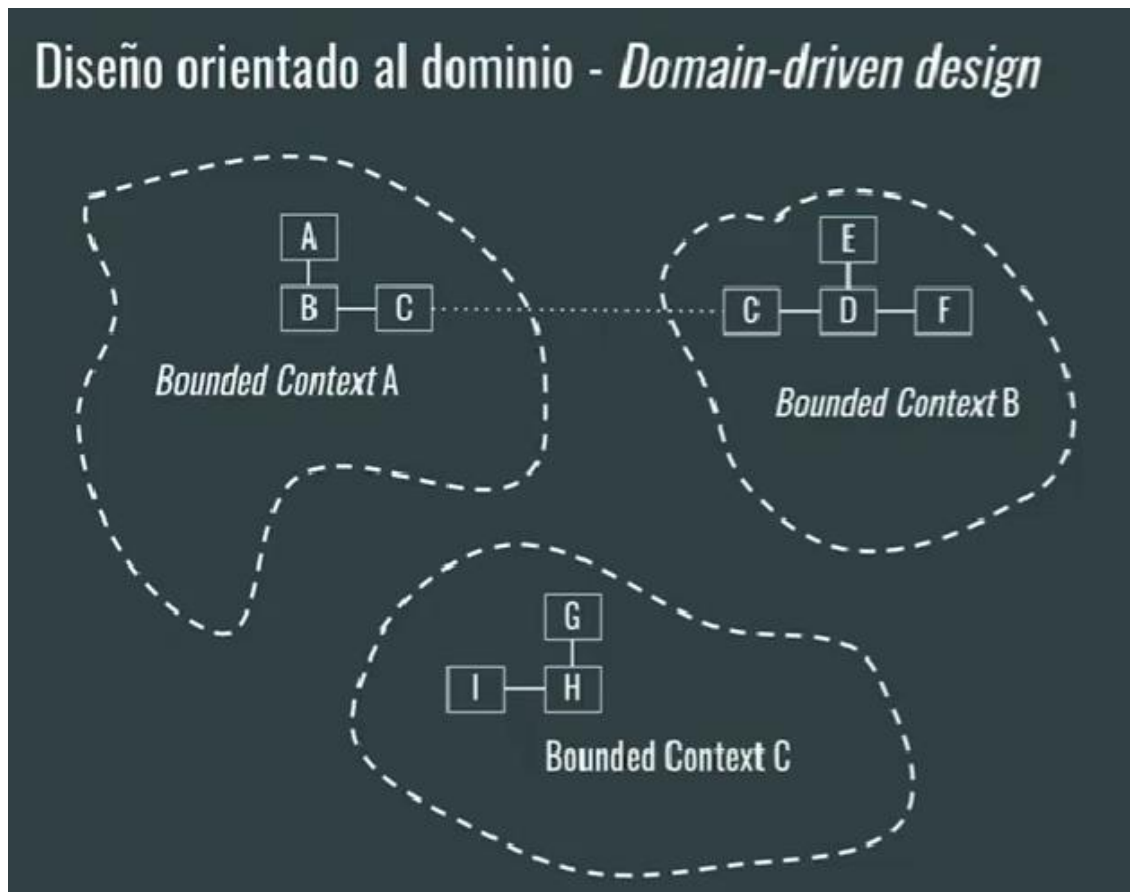 Diseño orientado al dominio - Domain-driven design
A
B
C
Bounded Context A
E
C
D
F
Bounded Context B
G
I
H
Bounded Context C